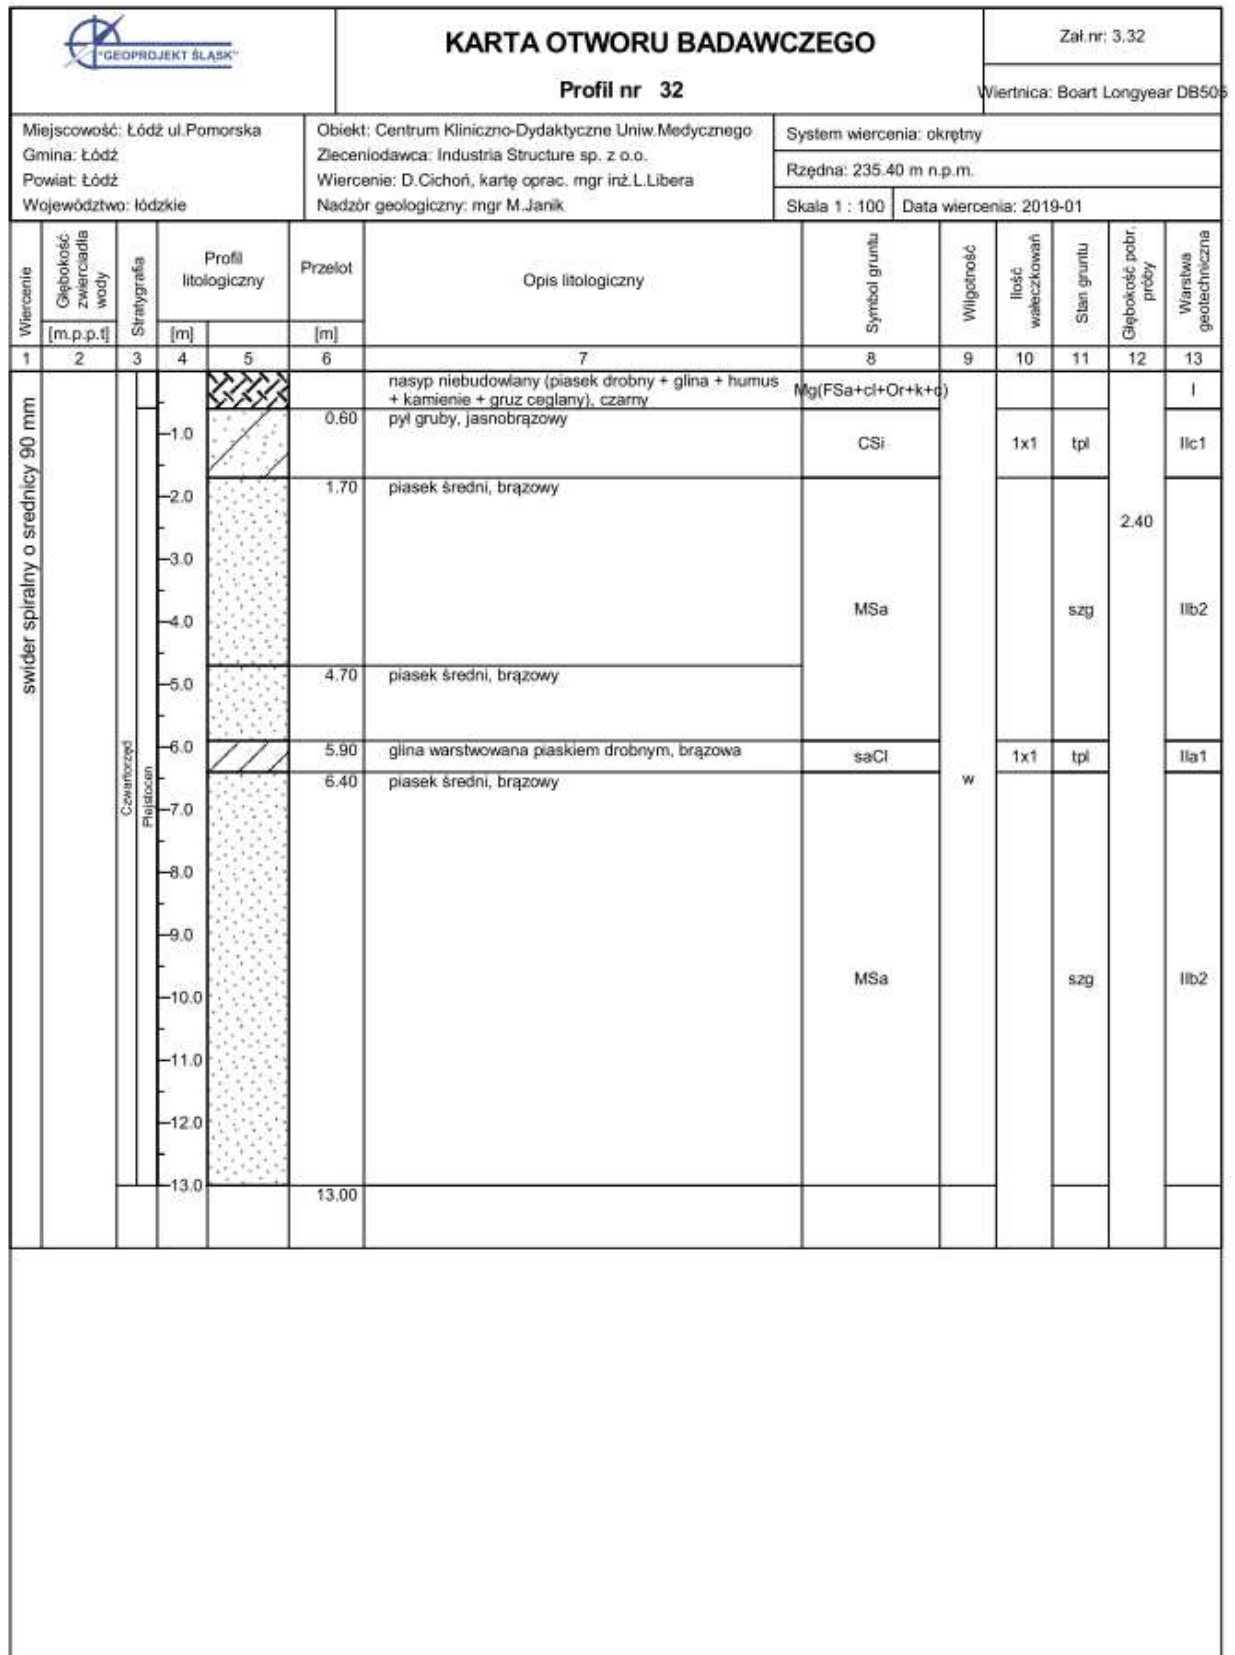 "GEOPROJEKT ŚLĄSK"
KARTA OTWORU BADAWCZEGO
Profil nr 32
Zał.nr: 3.32
Wiertnica: Boart Longyear DB505
Miejscowość: Łódź ul.Pomorska
Gmina: Łódź
Powiat: Łódź
Województwo: łódzkie
Obiekt: Centrum Kliniczno-Dydaktyczne Uniw.Medycznego
Zleceniodawca: Industria Structure sp. z o.o.
Wiercenie: D.Cichoń, kartę oprac. mgr inż.L.Libera
Nadzór geologiczny: mgr M.Janik
System wiercenia: okrętny
Rzędna: 235.40 m n.p.m.
Skala 1 : 100 Data wiercenia: 2019-01
Wiercenie
Głębokość zwierciadła wody
[m.p.p.t]
Stratygrafia
Profil litologiczny
[m]
Przelot
[m]
Opis litologiczny
Symbol gruntu
Wilgotność
Ilość wałeczkowań
Stan gruntu
Głębokość pobr. próby
Warstwa geotechniczna
1 2 3 4 5 6 7 8 9 10 11 12 13
swider spiralny o srednicy 90 mm
Czwartorzęd
Plejstocen
nasyp niebudowlany (piasek drobny + glina + humus
+ kamienie + gruz ceglany), czarny
Mg(FSa+cl+Or+k+c)
I
0.60 pył gruby, jasnobrązowy
-1.0
CSi 1x1 tpl IIc1
1.70 piasek średni, brązowy
-2.0
2.40
-3.0
MSa szg IIb2
-4.0
4.70 piasek średni, brązowy
-5.0
-6.0
5.90 glina warstwowana piaskiem drobnym, brązowa
saCl 1x1 tpl IIa1
6.40 piasek średni, brązowy
w
-7.0
-8.0
-9.0
MSa szg IIb2
-10.0
-11.0
-12.0
-13.0
13.00